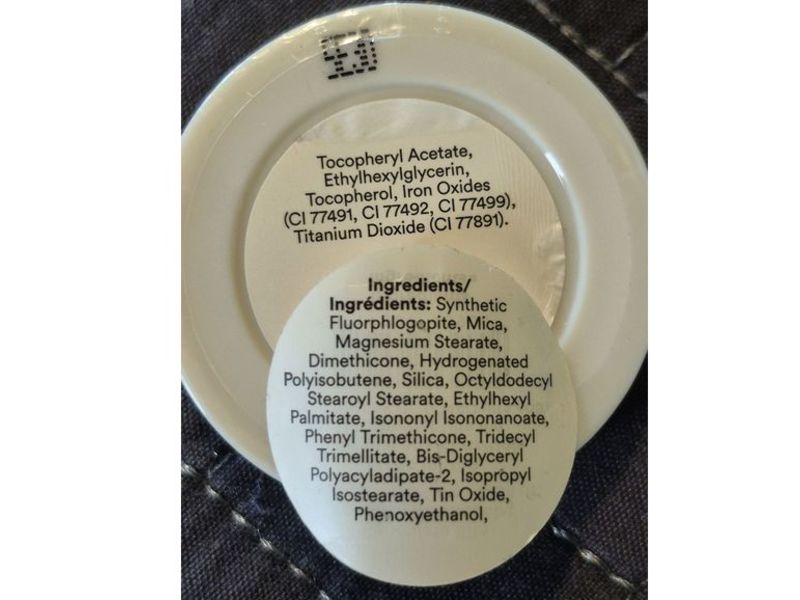 Tocopheryl Acetate,
Ethylhexylglycerin,
Tocopherol, Iron Oxides
(CI 77491, CI 77492, CI 77499),
Titanium Dioxide (CI 77891).
Ingredients/
Ingrédients: Synthetic
Fluorphlogopite, Mica,
Magnesium Stearate,
Dimethicone, Hydrogenated
Polyisobutene, Silica, Octyldodecyl
Stearoyl Stearate, Ethylhexyl
Palmitate, Isononyl Isononanoate,
Phenyl Trimethicone, Tridecyl
Trimellitate, Bis-Diglyceryl
Polyacyladipate-2, Isopropyl
Isostearate, Tin Oxide,
Phenoxyethanol,